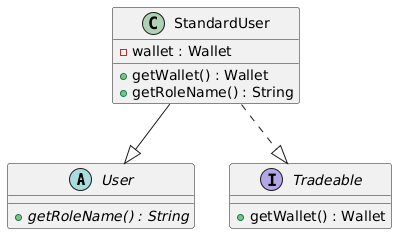 C StandardUser
wallet : Wallet
getWallet() : Wallet
getRoleName() : String
A User
getRoleName() : String
I Tradeable
getWallet() : Wallet